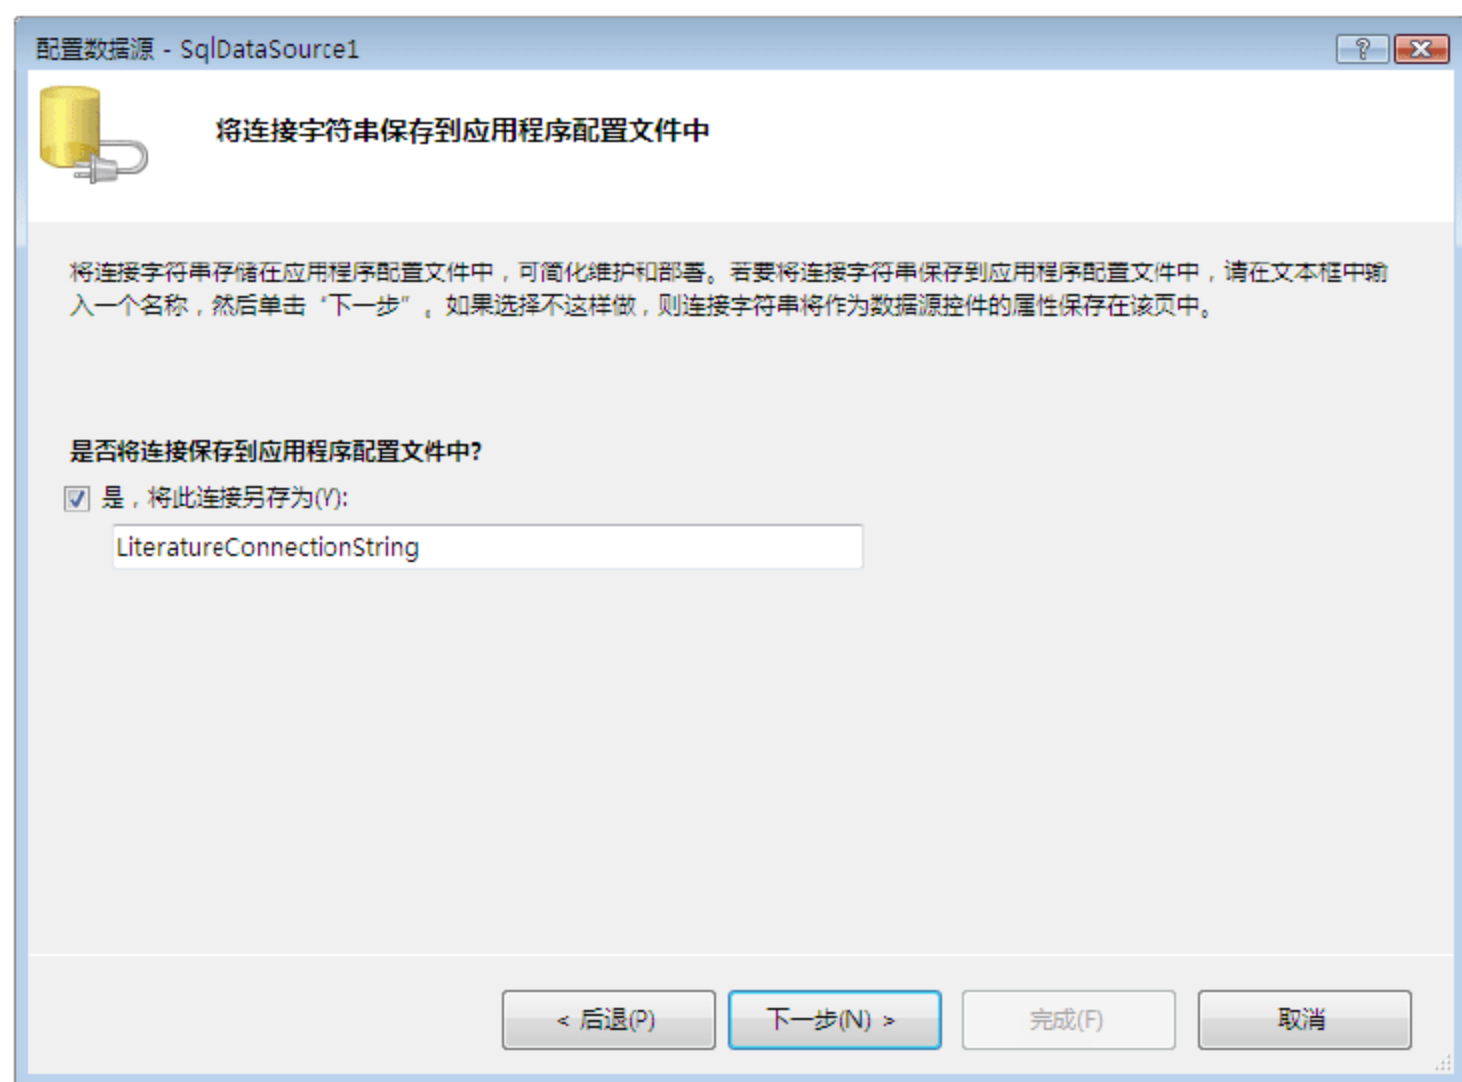 配置数据源 - SqlDataSource1
将连接字符串保存到应用程序配置文件中
将连接字符串存储在应用程序配置文件中，可简化维护和部署。若要将连接字符串保存到应用程序配置文件中，请在文本框中输
入一个名称，然后单击“下一步”。如果选择不这样做，则连接字符串将作为数据源控件的属性保存在该页中。
是否将连接保存到应用程序配置文件中?
是，将此连接另存为(Y):
LiteratureConnectionString
< 后退(P)
下一步(N) >
完成(F)
取消